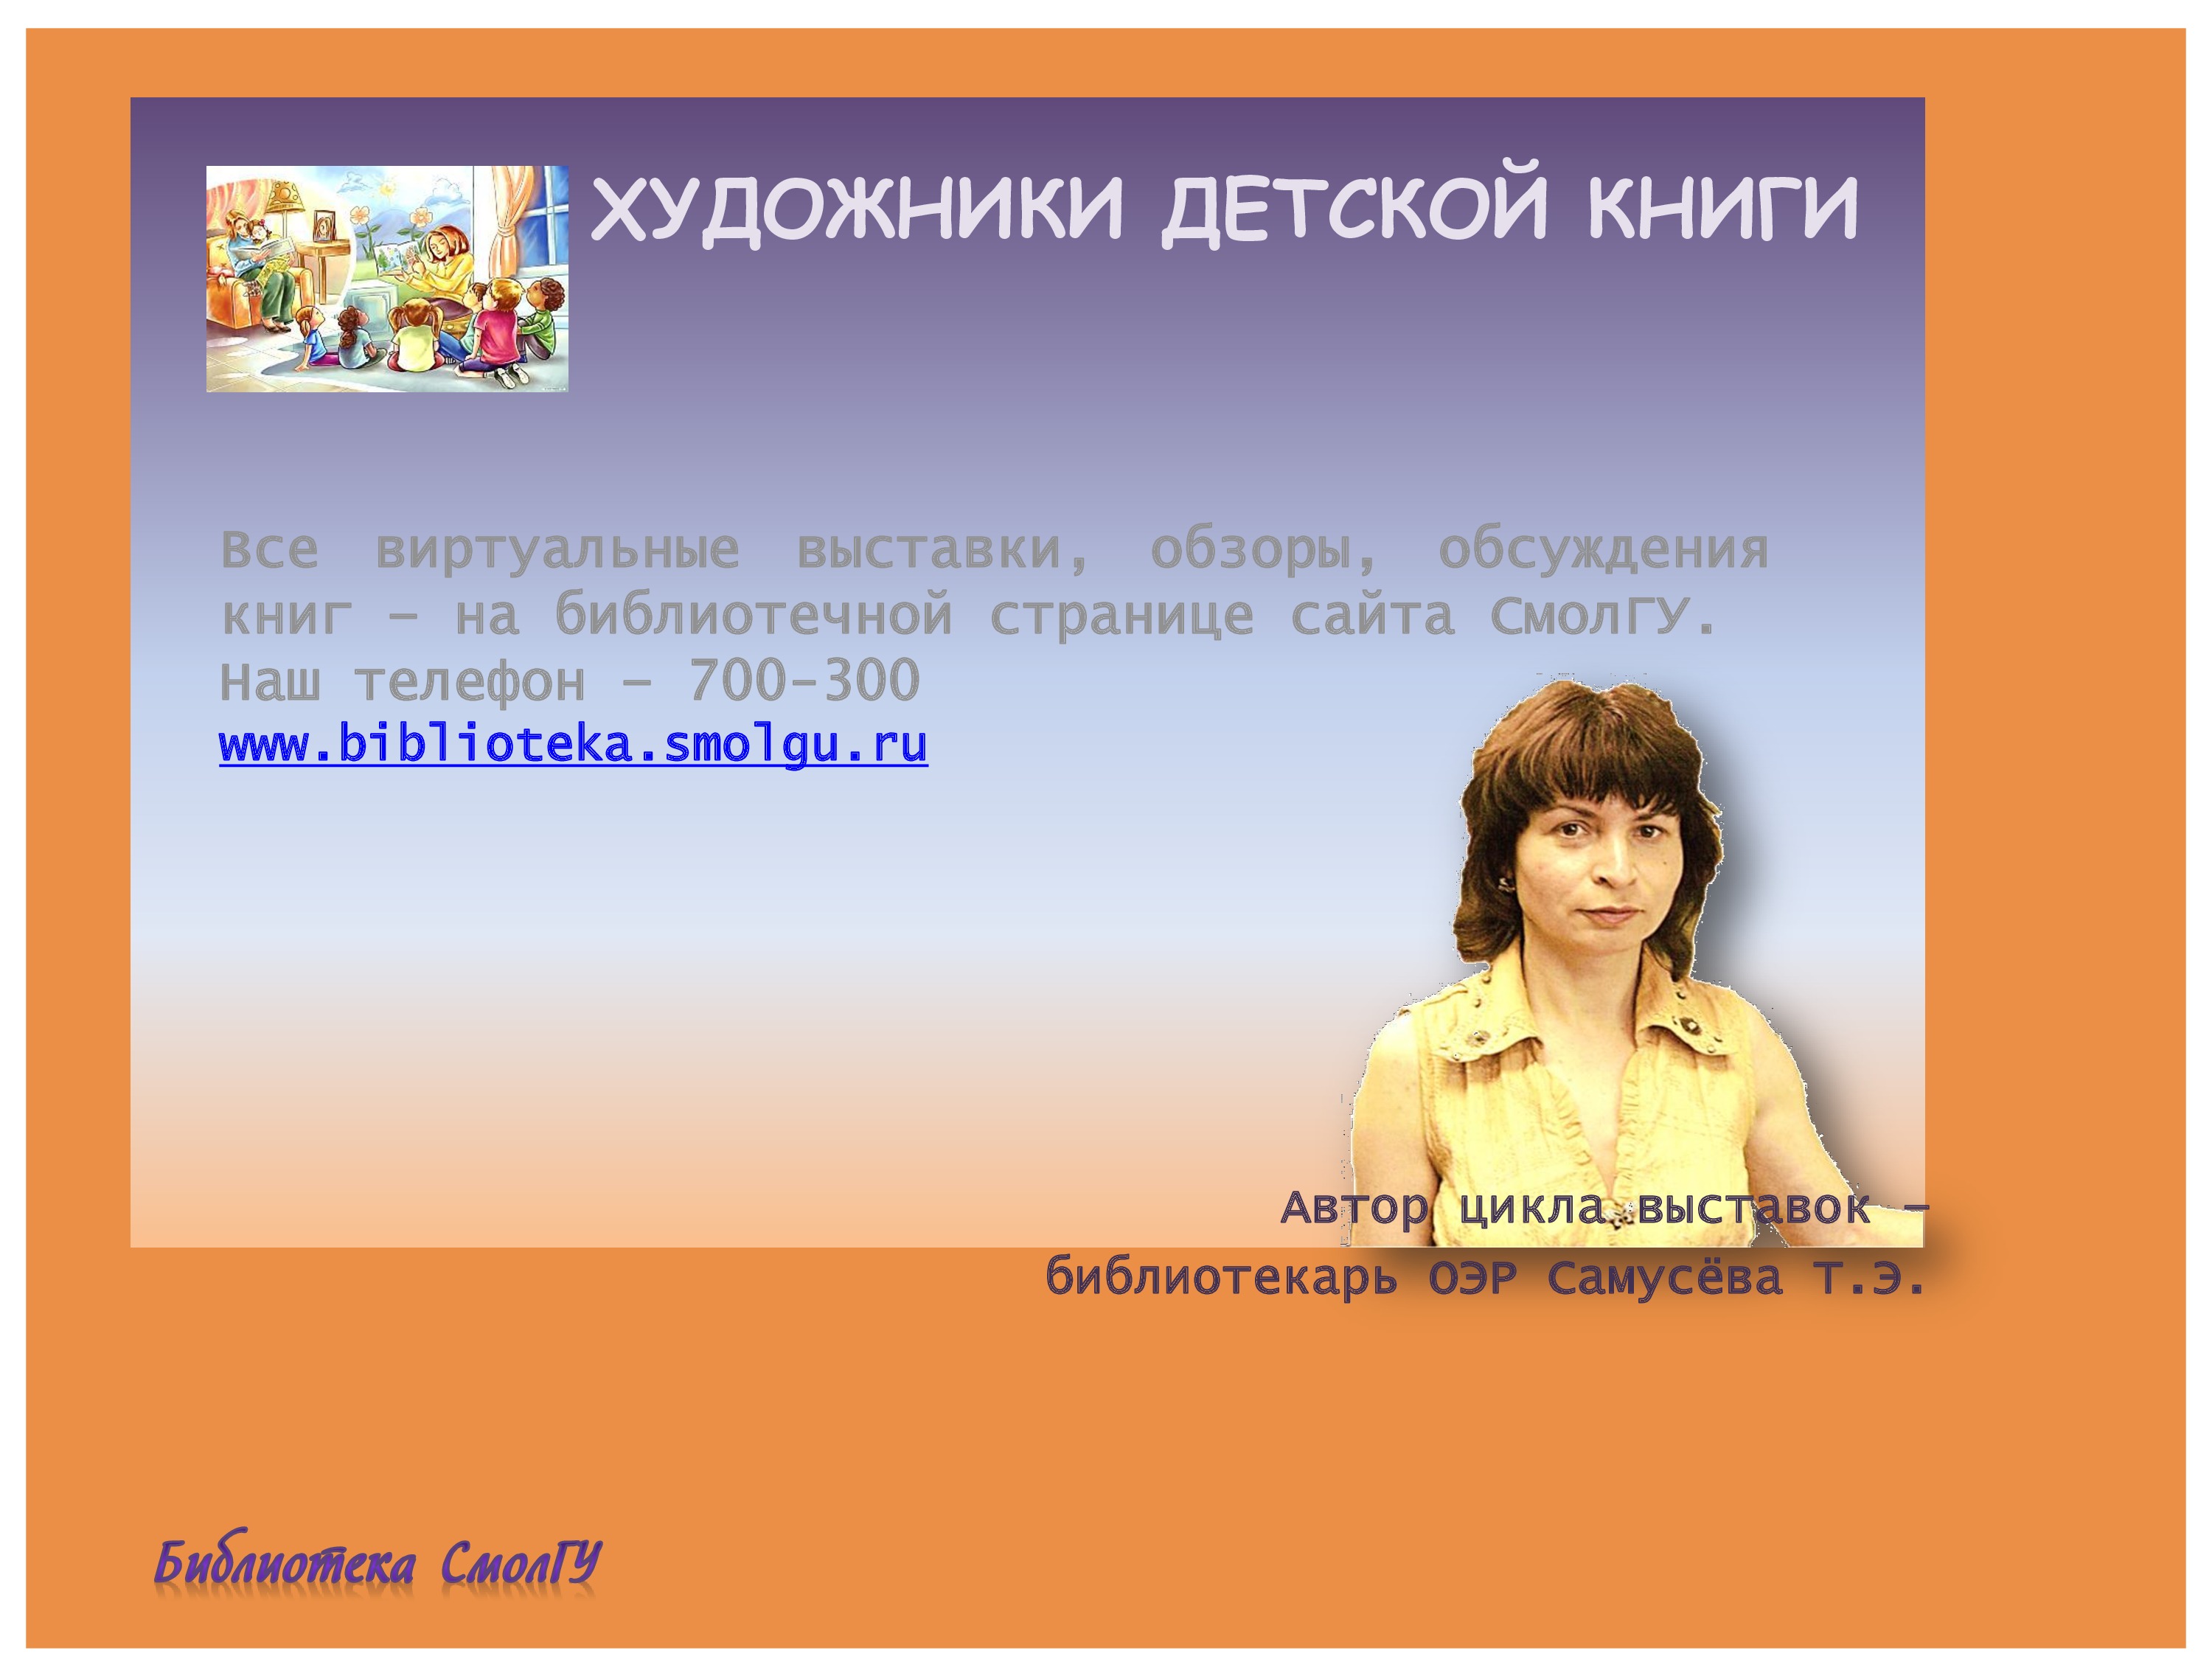 ХУДОЖНИКИ ДЕТСКОЙ КНИГИ
Все виртуальные выставки, обзоры, обсуждения
книг – на библиотечной странице сайта СмолГУ.
Наш телефон – 700-300
www.biblioteka.smolgu.ru
Автор цикла выставок –
библиотекарь ОЭР Самусёва Т.Э.
Библиотека СмолГУ